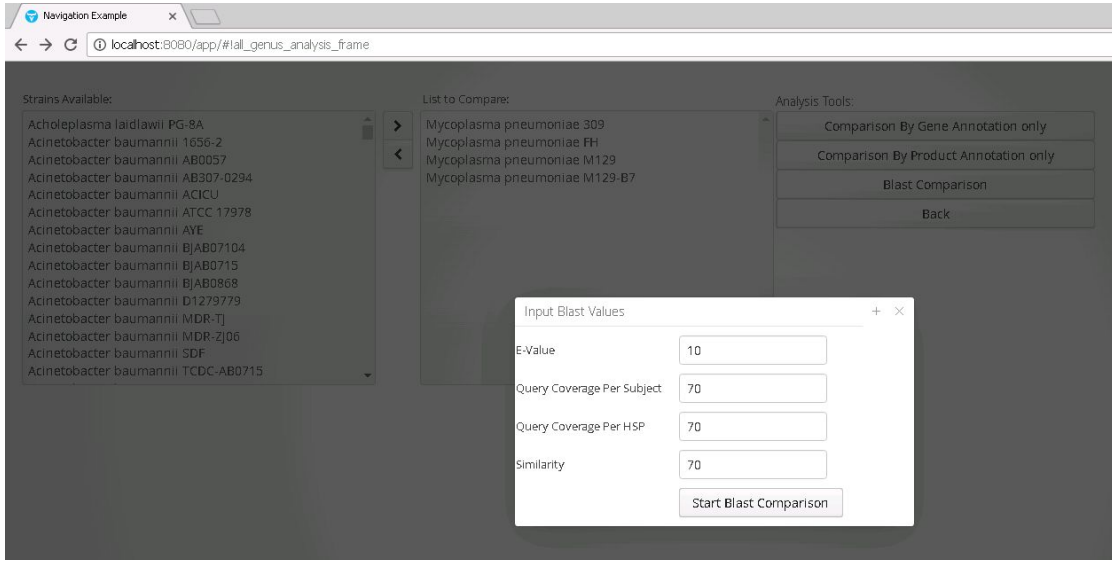 Navigation Example
localhost:8080/app/#!all_genus_analysis_frame
Strains Available:
Acholeplasma laidlawii PG-8A
Acinetobacter baumannii 1656-2
Acinetobacter baumannii AB0057
Acinetobacter baumannii AB307-0294
Acinetobacter baumannii ACICU
Acinetobacter baumannii ATCC 17978
Acinetobacter baumannii AYE
Acinetobacter baumannii BJAB07104
Acinetobacter baumannii BJAB0715
Acinetobacter baumannii BJAB0868
Acinetobacter baumannii D1279779
Acinetobacter baumannii MDR-TJ
Acinetobacter baumannii MDR-ZJ06
Acinetobacter baumannii SDF
Acinetobacter baumannii TCDC-AB0715
List to Compare:
Mycoplasma pneumoniae 309
Mycoplasma pneumoniae FH
Mycoplasma pneumoniae M129
Mycoplasma pneumoniae M129-B7
Analysis Tools:
Comparison By Gene Annotation only
Comparison By Product Annotation only
Blast Comparison
Back
Input Blast Values
E-Value 10
Query Coverage Per Subject 70
Query Coverage Per HSP 70
Similarity 70
Start Blast Comparison